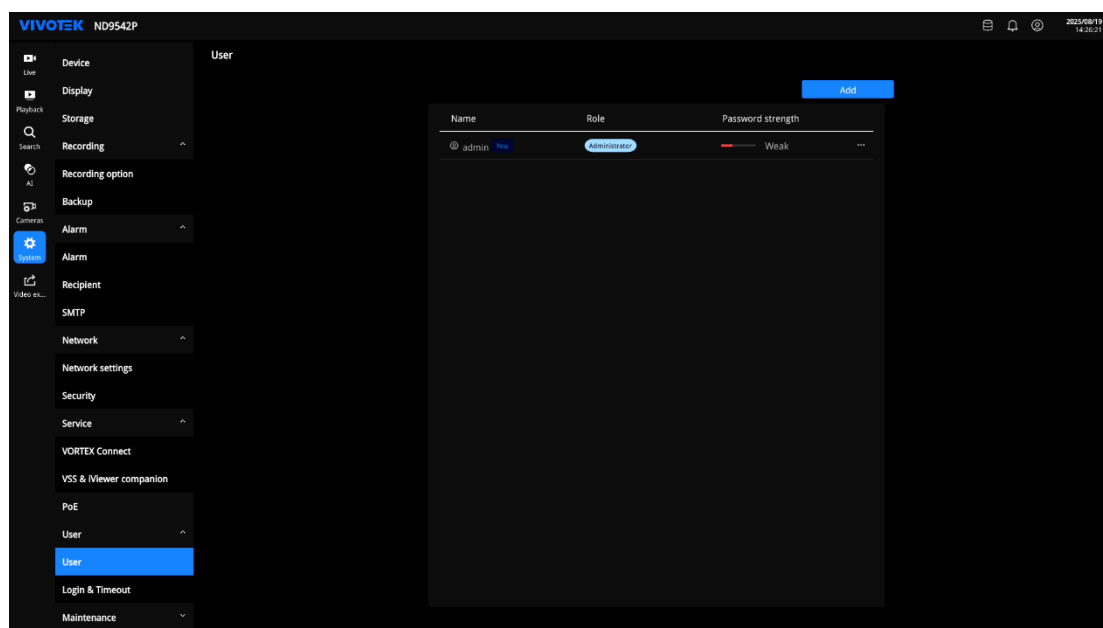 VIVOTEK ND9542P
2025/08/19
14:26:21
Live
Playback
Search
AI
Cameras
System
Video ex...
Device
Display
Storage
Recording
Recording option
Backup
Alarm
Alarm
Recipient
SMTP
Network
Network settings
Security
Service
VORTEX Connect
VSS & iViewer companion
PoE
User
User
Login & Timeout
Maintenance
User
Add
Name Role Password strength
admin You Administrator Weak ...